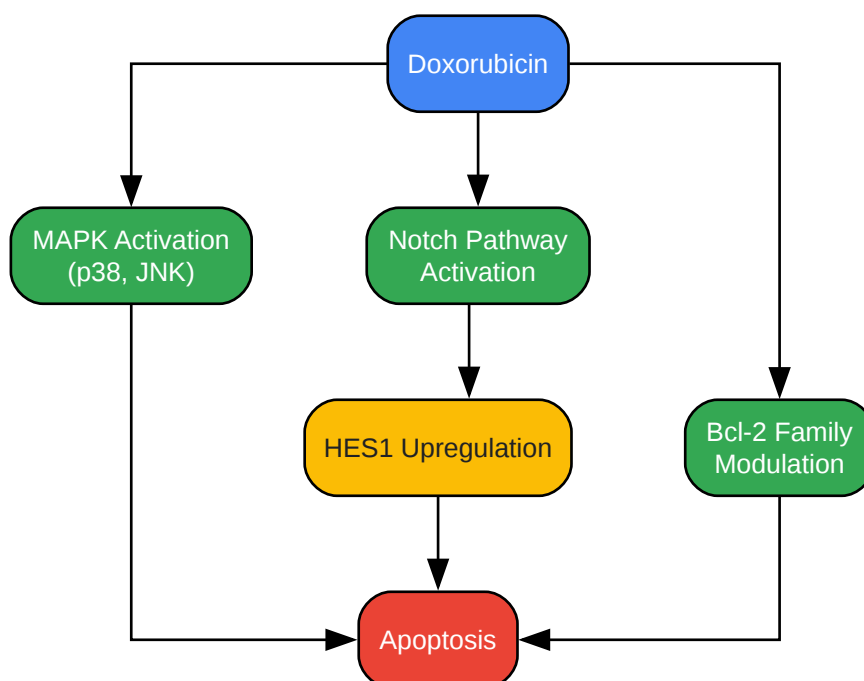 Doxorubicin
MAPK Activation
(p38, JNK)
Notch Pathway
Activation
HES1 Upregulation
Bcl-2 Family
Modulation
Apoptosis